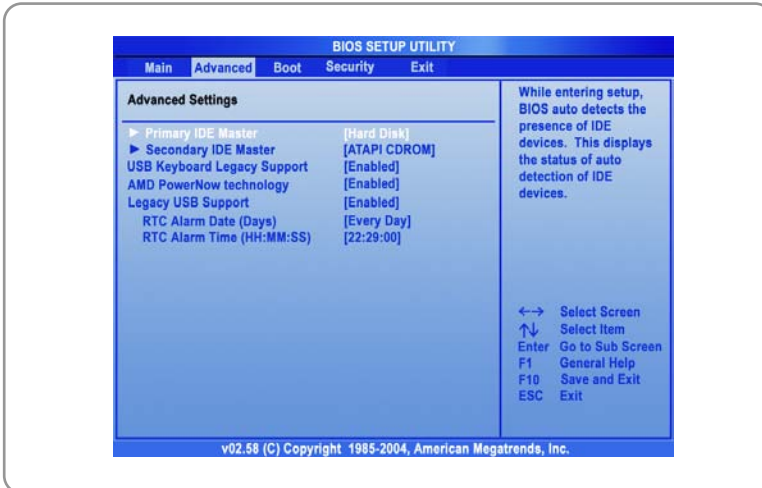 BIOS SETUP UTILITY
Main Advanced Boot Security Exit
Advanced Settings
► Primary IDE Master [Hard Disk]
► Secondary IDE Master [ATAPI CDROM]
USB Keyboard Legacy Support [Enabled]
AMD PowerNow technology [Enabled]
Legacy USB Support [Enabled]
RTC Alarm Date (Days) [Every Day]
RTC Alarm Time (HH:MM:SS) [22:29:00]
While entering setup,
BIOS auto detects the
presence of IDE
devices. This displays
the status of auto
detection of IDE
devices.
←→ Select Screen
↑↓ Select Item
Enter Go to Sub Screen
F1 General Help
F10 Save and Exit
ESC Exit
v02.58 (C) Copyright 1985-2004, American Megatrends, Inc.